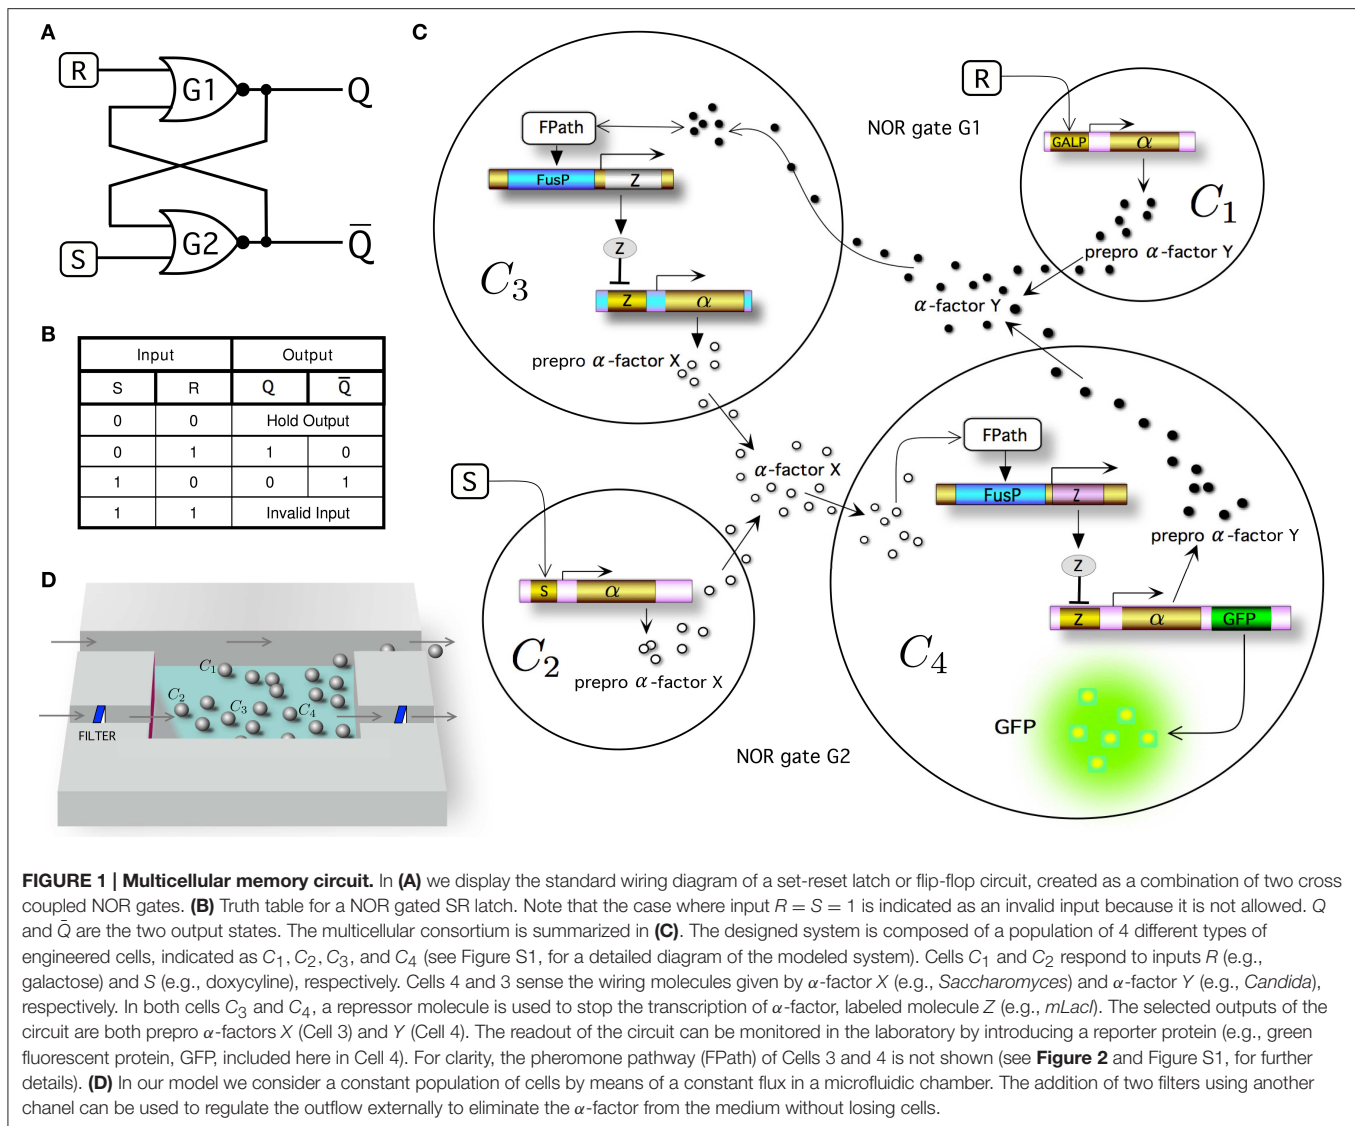 A
R
G1
Q
G2
S
Q̄
B
Input Output
S R Q Q̄
0 0 Hold Output
0 1 1 0
1 0 0 1
1 1 Invalid Input
C
FPath
FusP Z
Z
Z α
C3
prepro α-factor X
NOR gate G1
R
GALP α
C1
prepro α-factor Y
α-factor Y
α-factor X
S
S α
C2
prepro α-factor X
NOR gate G2
FPath
FusP Z
Z
prepro α-factor Y
Z α GFP
C4
GFP
D
C1
C2
C3
C4
FILTER
FIGURE 1 | Multicellular memory circuit. In (A) we display the standard wiring diagram of a set-reset latch or flip-flop circuit, created as a combination of two cross
coupled NOR gates. (B) Truth table for a NOR gated SR latch. Note that the case where input R = S = 1 is indicated as an invalid input because it is not allowed. Q
and Q̄ are the two output states. The multicellular consortium is summarized in (C). The designed system is composed of a population of 4 different types of
engineered cells, indicated as C1, C2, C3, and C4 (see Figure S1, for a detailed diagram of the modeled system). Cells C1 and C2 respond to inputs R (e.g.,
galactose) and S (e.g., doxycyline), respectively. Cells 4 and 3 sense the wiring molecules given by α-factor X (e.g., Saccharomyces) and α-factor Y (e.g., Candida),
respectively. In both cells C3 and C4, a repressor molecule is used to stop the transcription of α-factor, labeled molecule Z (e.g., mLacI). The selected outputs of the
circuit are both prepro α-factors X (Cell 3) and Y (Cell 4). The readout of the circuit can be monitored in the laboratory by introducing a reporter protein (e.g., green
fluorescent protein, GFP, included here in Cell 4). For clarity, the pheromone pathway (FPath) of Cells 3 and 4 is not shown (see Figure 2 and Figure S1, for further
details). (D) In our model we consider a constant population of cells by means of a constant flux in a microfluidic chamber. The addition of two filters using another
chanel can be used to regulate the outflow externally to eliminate the α-factor from the medium without losing cells.